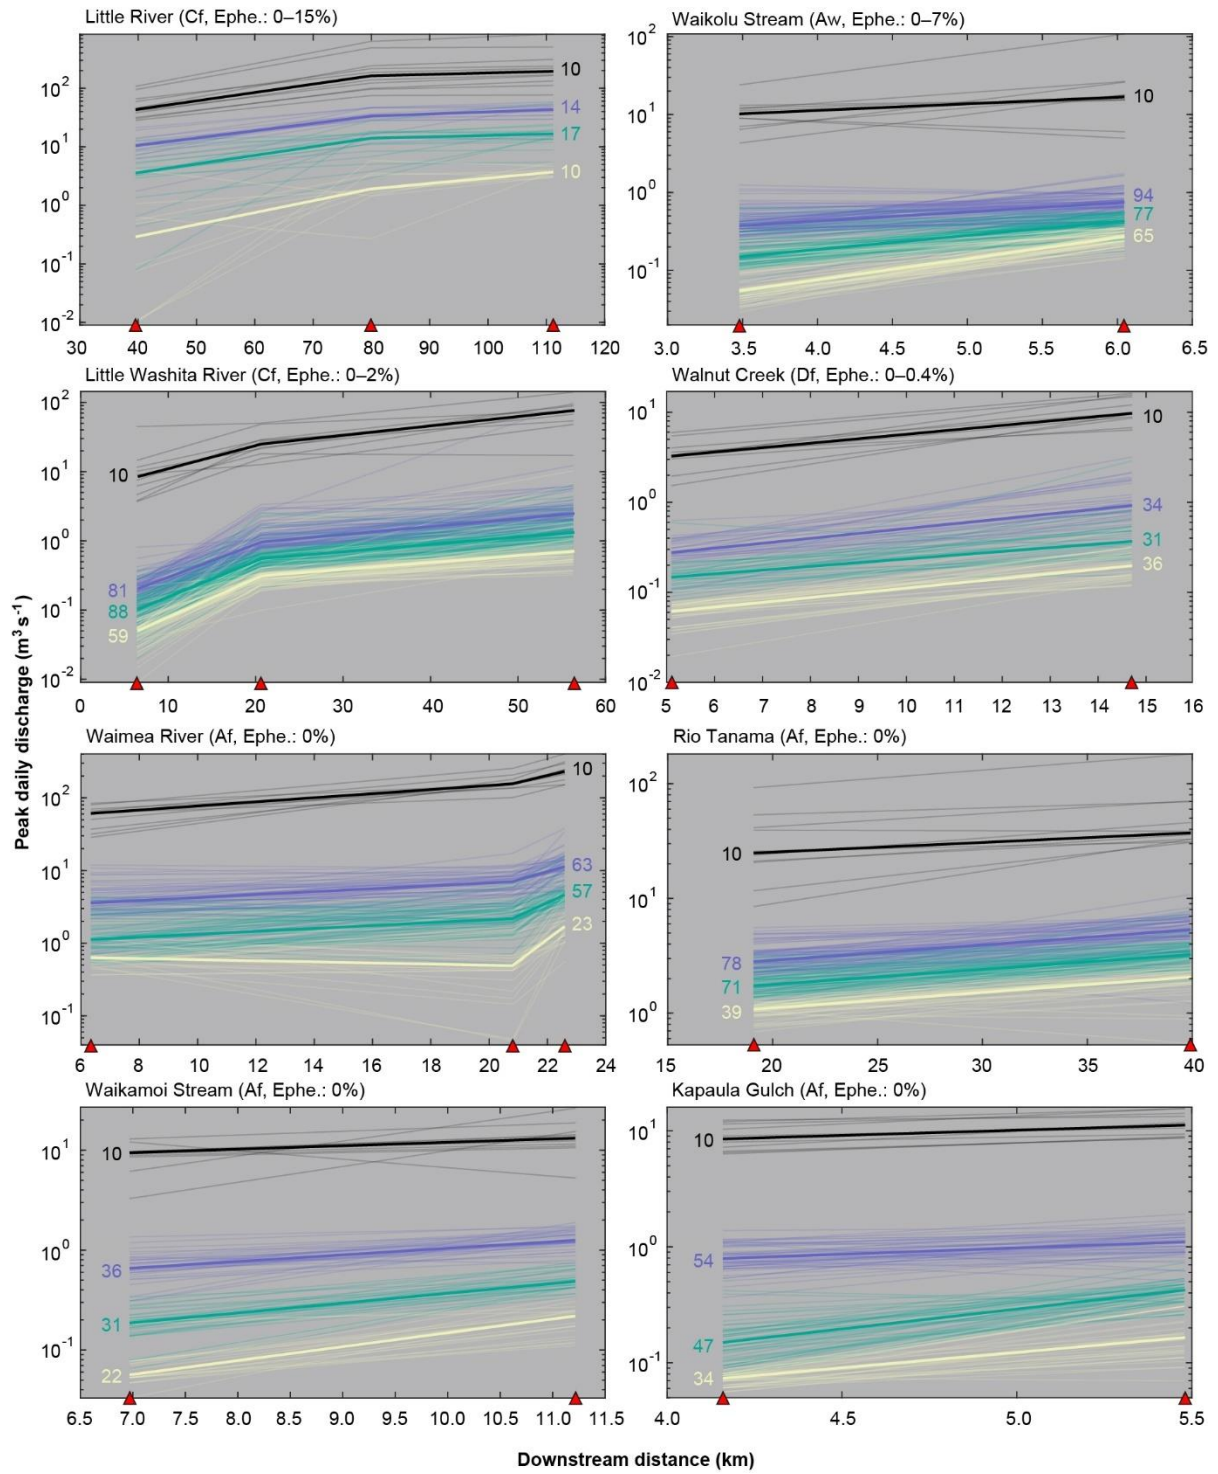 Little River (Cf, Ephe.: 0–15%)
10² 10¹ 10⁰ 10⁻¹ 10⁻²
10
14
17
10
30 40 50 60 70 80 90 100 110 120
Waikolu Stream (Aw, Ephe.: 0–7%)
10² 10¹ 10⁰ 10⁻¹
10
94
77
65
3.0 3.5 4.0 4.5 5.0 5.5 6.0 6.5
Little Washita River (Cf, Ephe.: 0–2%)
10² 10¹ 10⁰ 10⁻¹ 10⁻²
10
81
88
59
0 10 20 30 40 50 60
Walnut Creek (Df, Ephe.: 0–0.4%)
10¹ 10⁰ 10⁻¹ 10⁻²
10
34
31
36
5 6 7 8 9 10 11 12 13 14 15 16
Peak daily discharge (m³ s⁻¹)
Waimea River (Af, Ephe.: 0%)
10² 10¹ 10⁰ 10⁻¹
10
63
57
23
6 8 10 12 14 16 18 20 22 24
Rio Tanama (Af, Ephe.: 0%)
10² 10¹ 10⁰
10
78
71
39
15 20 25 30 35 40
Waikamoi Stream (Af, Ephe.: 0%)
10¹ 10⁰ 10⁻¹
10
36
31
22
6.5 7.0 7.5 8.0 8.5 9.0 9.5 10.0 10.5 11.0 11.5
Kapaula Gulch (Af, Ephe.: 0%)
10¹ 10⁰ 10⁻¹
10
54
47
34
4.0 4.5 5.0 5.5
Downstream distance (km)